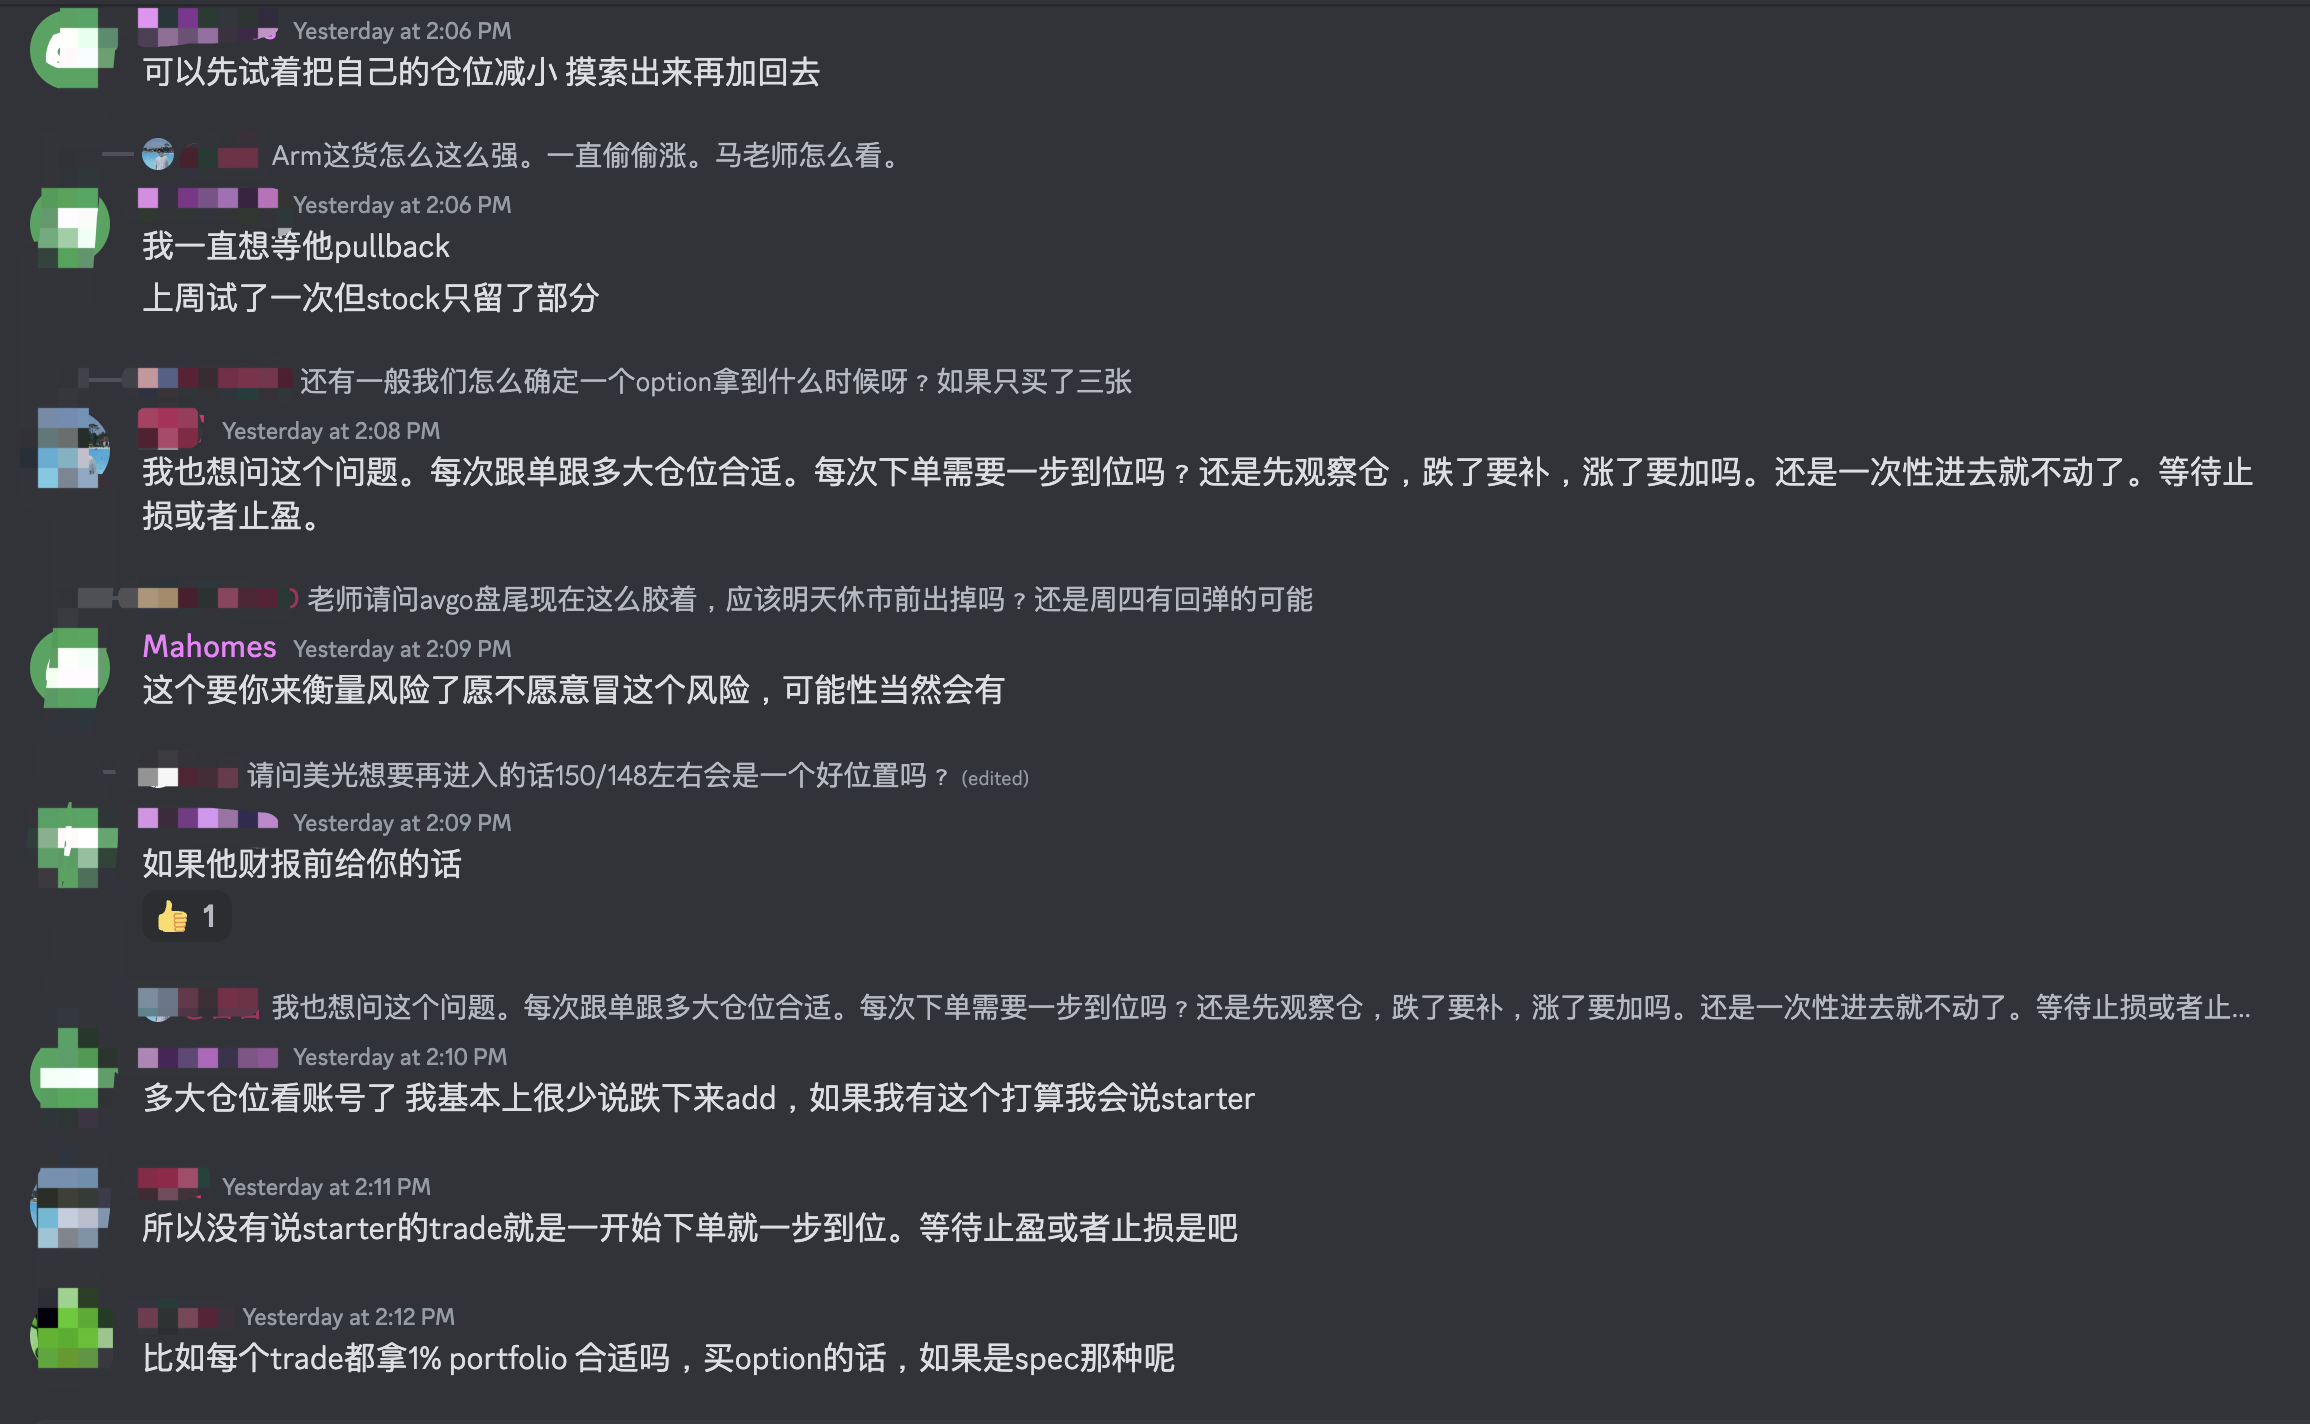 Yesterday at 2:06 PM
可以先试着把自己的仓位减小 摸索出来再加回去
Arm这货怎么这么强。一直偷偷涨。马老师怎么看。
Yesterday at 2:06 PM
我一直想等他pullback
上周试了一次但stock只留了部分
还有一般我们怎么确定一个option拿到什么时候呀？如果只买了三张
Yesterday at 2:08 PM
我也想问这个问题。每次跟单跟多大仓位合适。每次下单需要一步到位吗？还是先观察仓，跌了要补，涨了要加吗。还是一次性进去就不动了。等待止
损或者止盈。
老师请问avgo盘尾现在这么胶着，应该明天休市前出掉吗？还是周四有回弹的可能
Mahomes Yesterday at 2:09 PM
这个要你来衡量风险了愿不愿意冒这个风险，可能性当然会有
请问美光想要再进入的话150/148左右会是一个好位置吗？ (edited)
Yesterday at 2:09 PM
如果他财报前给你的话
👍 1
我也想问这个问题。每次跟单跟多大仓位合适。每次下单需要一步到位吗？还是先观察仓，跌了要补，涨了要加吗。还是一次性进去就不动了。等待止损或者止...
Yesterday at 2:10 PM
多大仓位看账号了 我基本上很少说跌下来add，如果我有这个打算我会说starter
Yesterday at 2:11 PM
所以没有说starter的trade就是一开始下单就一步到位。等待止盈或者止损是吧
Yesterday at 2:12 PM
比如每个trade都拿1% portfolio 合适吗，买option的话，如果是spec那种呢